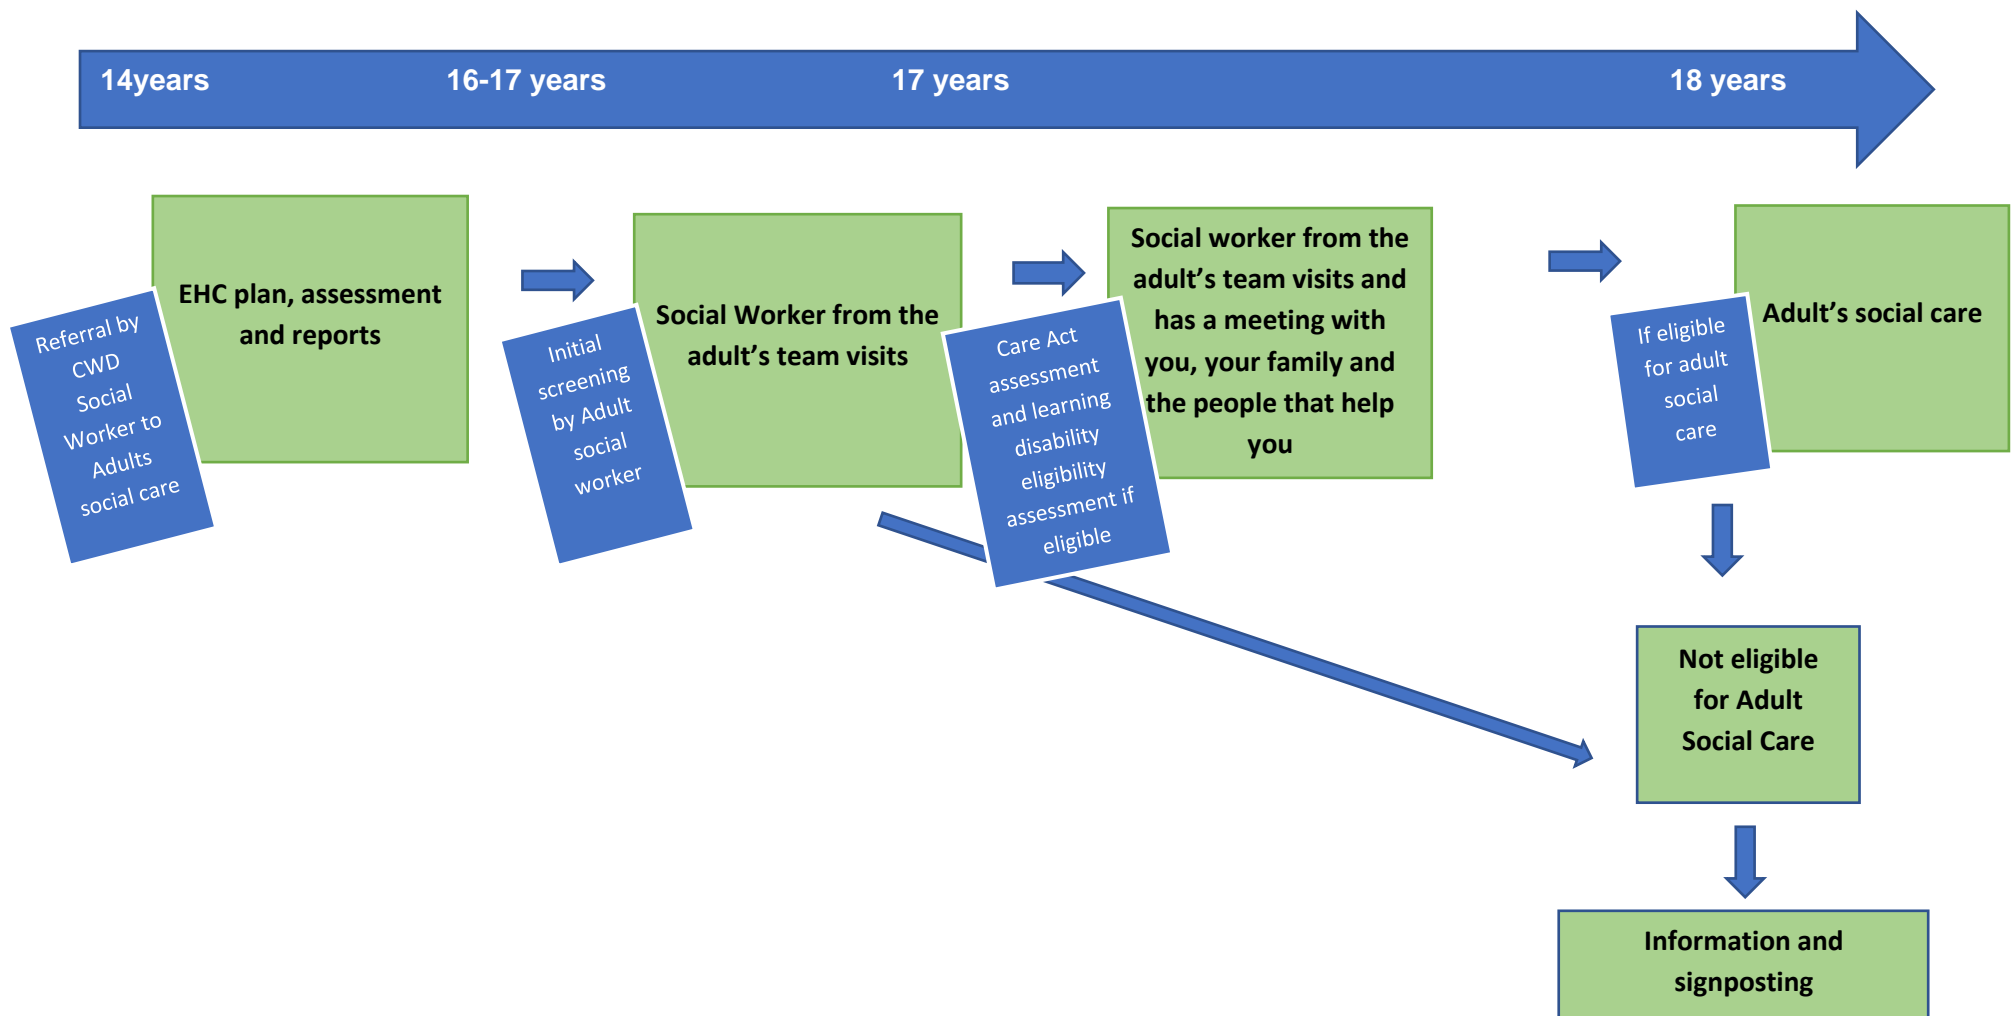 14years
16-17 years
17 years
18 years
Referral by
CWD
Social
Worker to
Adults
social care
EHC plan, assessment
and reports
Initial
screening
by Adult
social
worker
Social Worker from the
adult’s team visits
Care Act
assessment
and learning
disability
eligibility
assessment if
eligible
Social worker from the
adult’s team visits and
has a meeting with
you, your family and
the people that help
you
If eligible
for adult
social
care
Adult’s social care
Not eligible
for Adult
Social Care
Information and
signposting